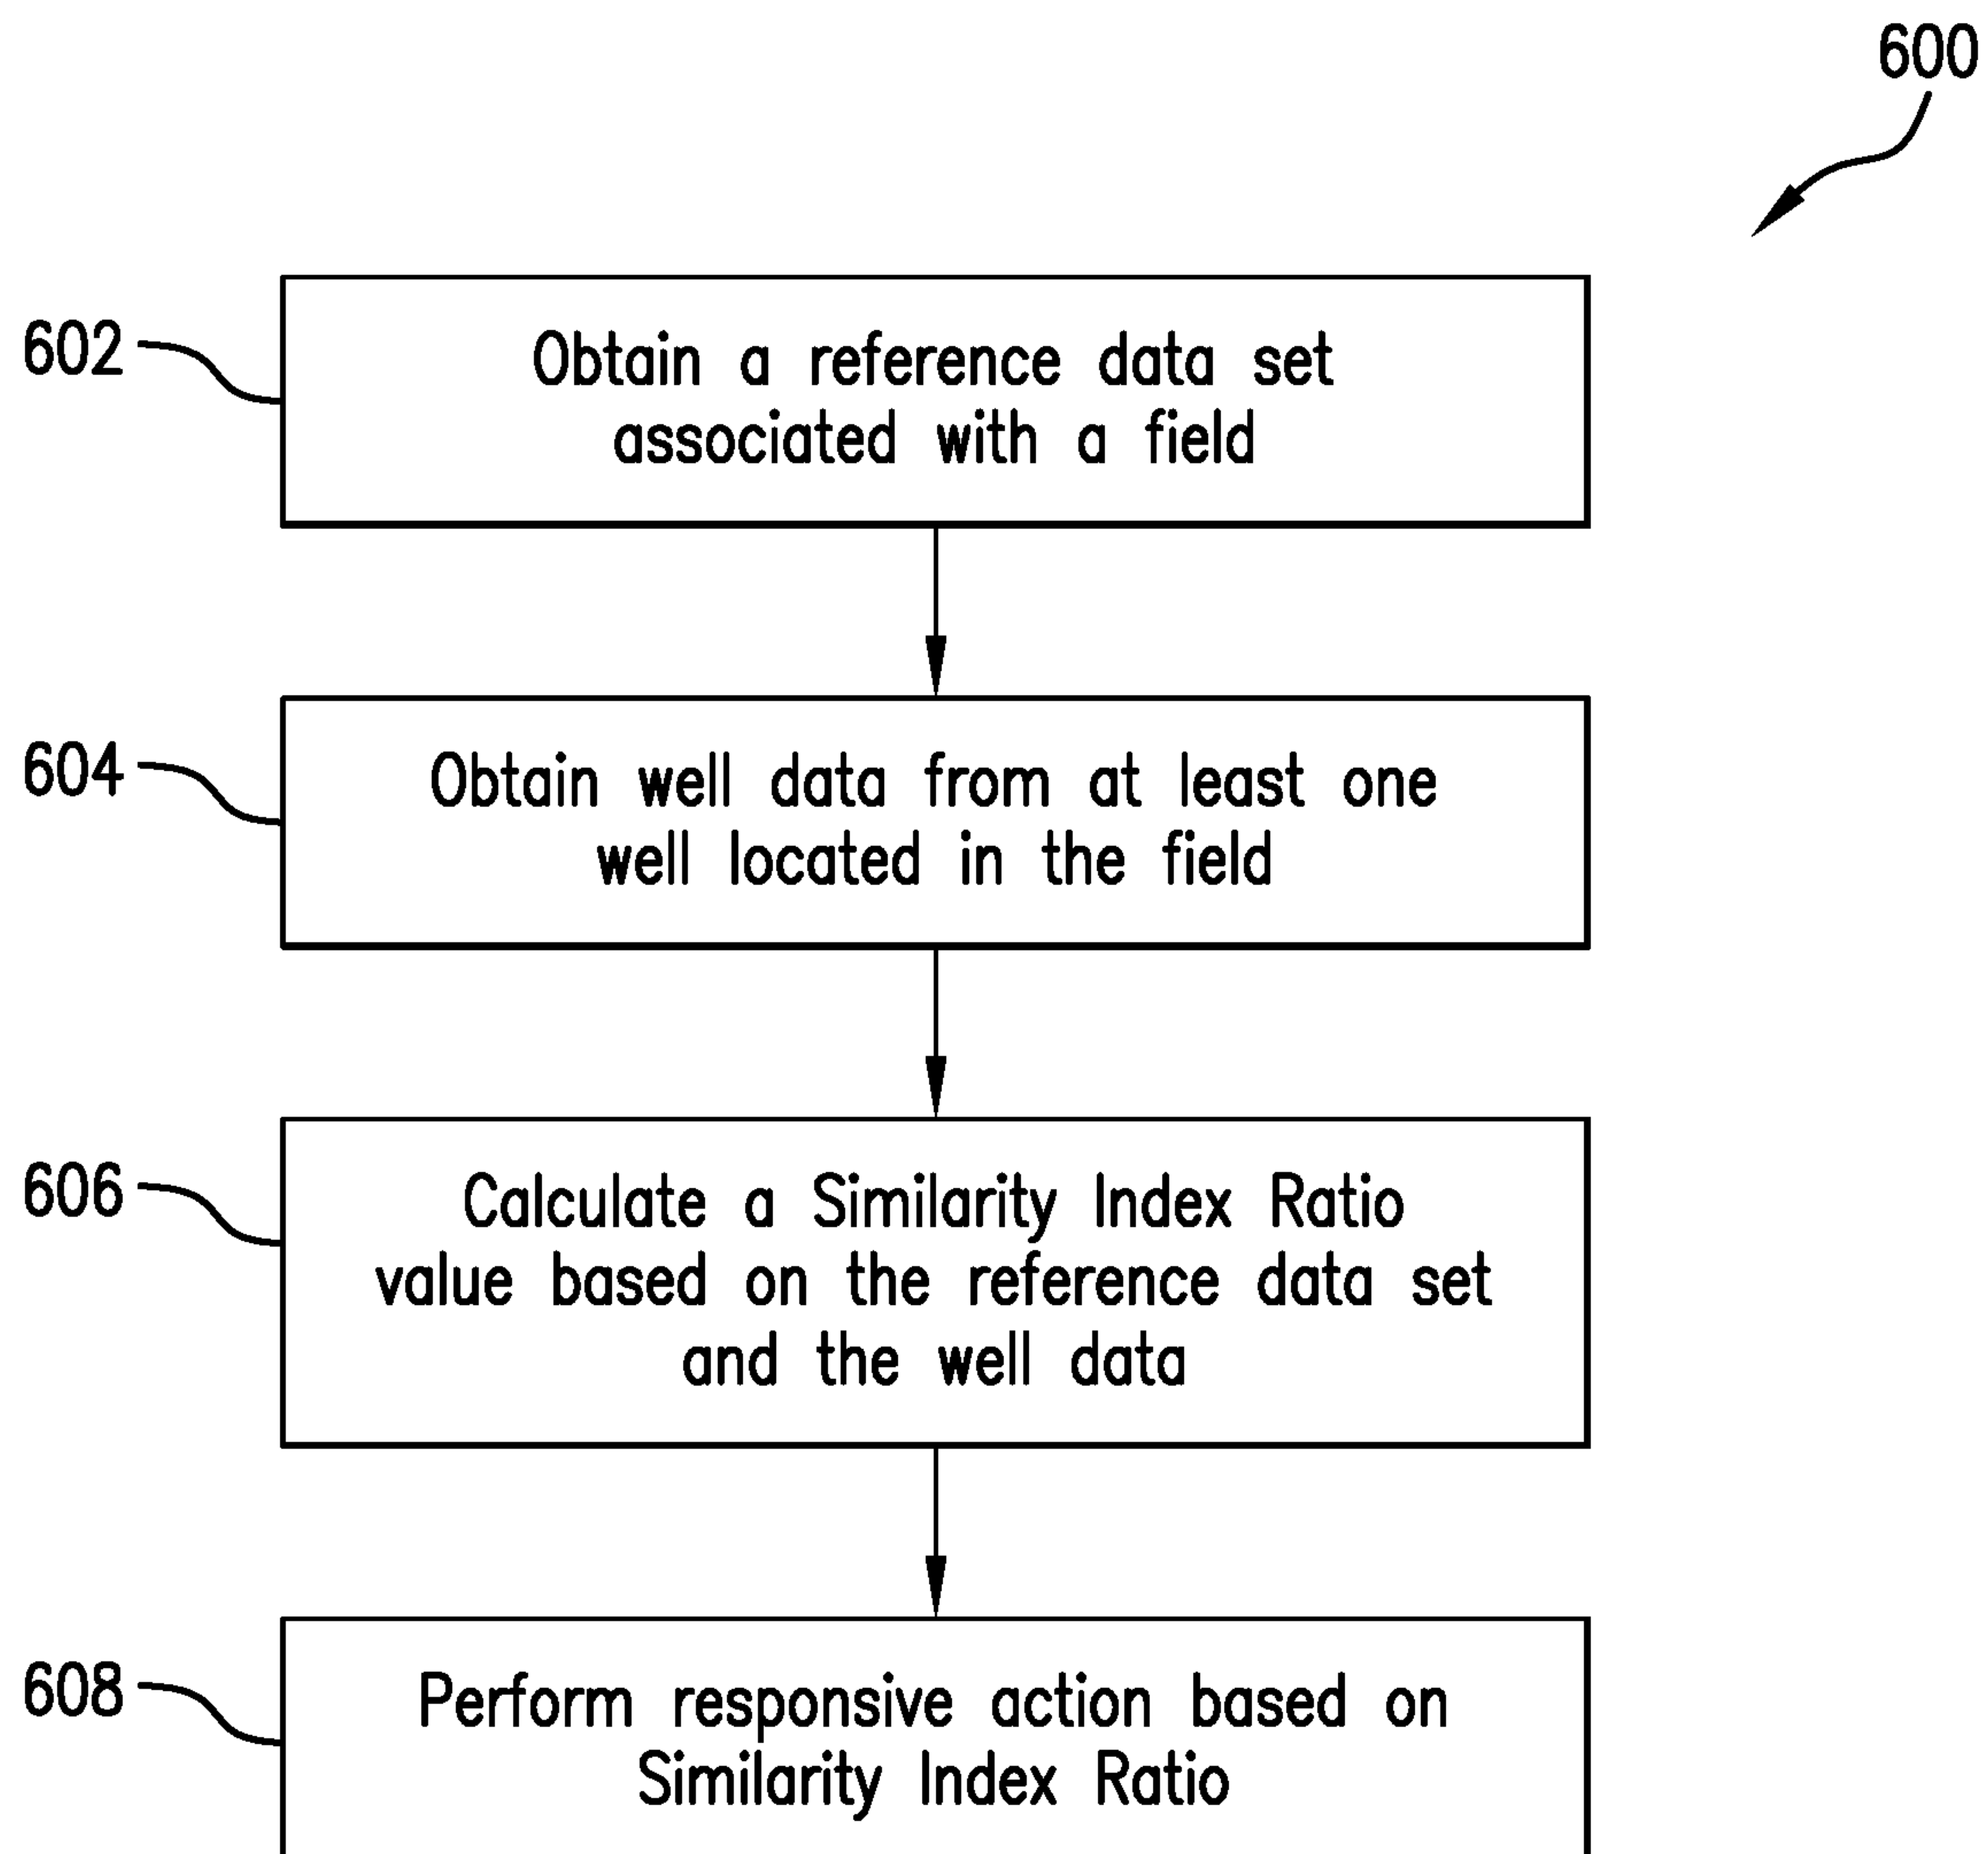 600
602
Obtain a reference data set
associated with a field
604
Obtain well data from at least one
well located in the field
606
Calculate a Similarity Index Ratio
value based on the reference data set
and the well data
608
Perform responsive action based on
Similarity Index Ratio